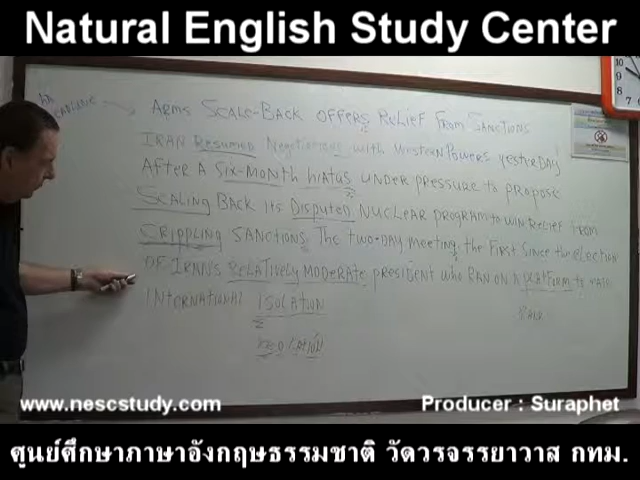 Natural English Study Center
HEADLINE
ARMS SCALE-BACK OFFERS RELIEF FROM SANCTIONS
IRAN RESUMED NEGOTIATIONS WITH WESTERN POWERS YESTERDAY
AFTER A SIX-MONTH HIATUS UNDER PRESSURE TO PROPOSE
SCALING BACK ITS DISPUTED NUCLEAR PROGRAM TO WIN RELIEF FROM
CRIPPLING SANCTIONS. THE TWO-DAY MEETING, THE FIRST SINCE THE ELECTION
OF IRAN'S RELATIVELY MODERATE PRESIDENT WHO RAN ON A PLATFORM TO
INTERNATIONAL ISOLATION
www.nescstudy.com
Producer : Suraphet
ศูนย์ศึกษาภาษาอังกฤษธรรมชาติ วัดวรจรรยาวาส กทม.